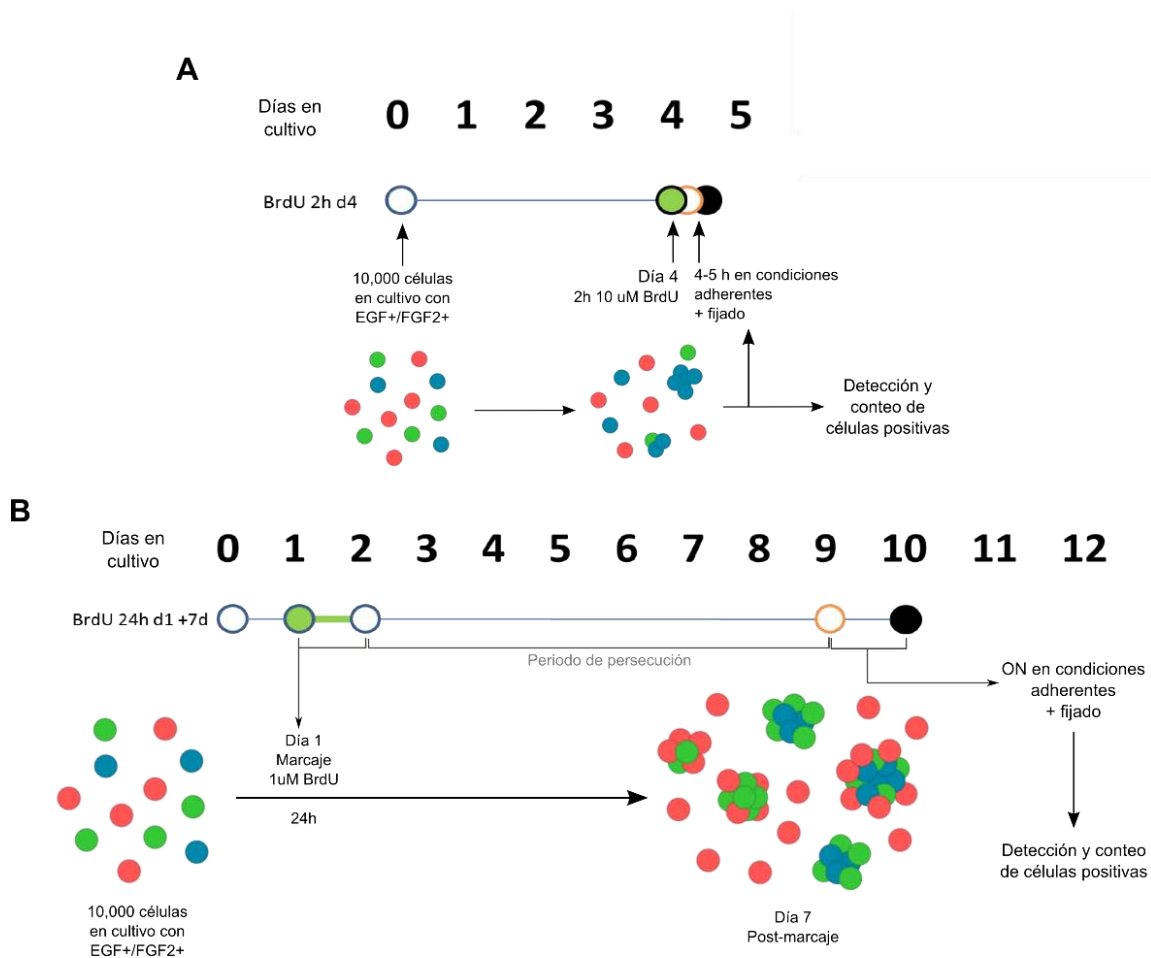 A
Días en
cultivo
0 1 2 3 4 5
BrdU 2h d4
10,000 células
en cultivo con
EGF+/FGF2+
Día 4
2h 10 uM BrdU
4-5 h en condiciones
adherentes
+ fijado
Detección y
conteo de
células positivas
B
Días en
cultivo
0 1 2 3 4 5 6 7 8 9 10 11 12
BrdU 24h d1 +7d
Periodo de persecución
ON en condiciones
adherentes
+ fijado
Día 1
Marcaje
1uM BrdU
24h
Detección y conteo
de células positivas
10,000 células
en cultivo con
EGF+/FGF2+
Día 7
Post-marcaje